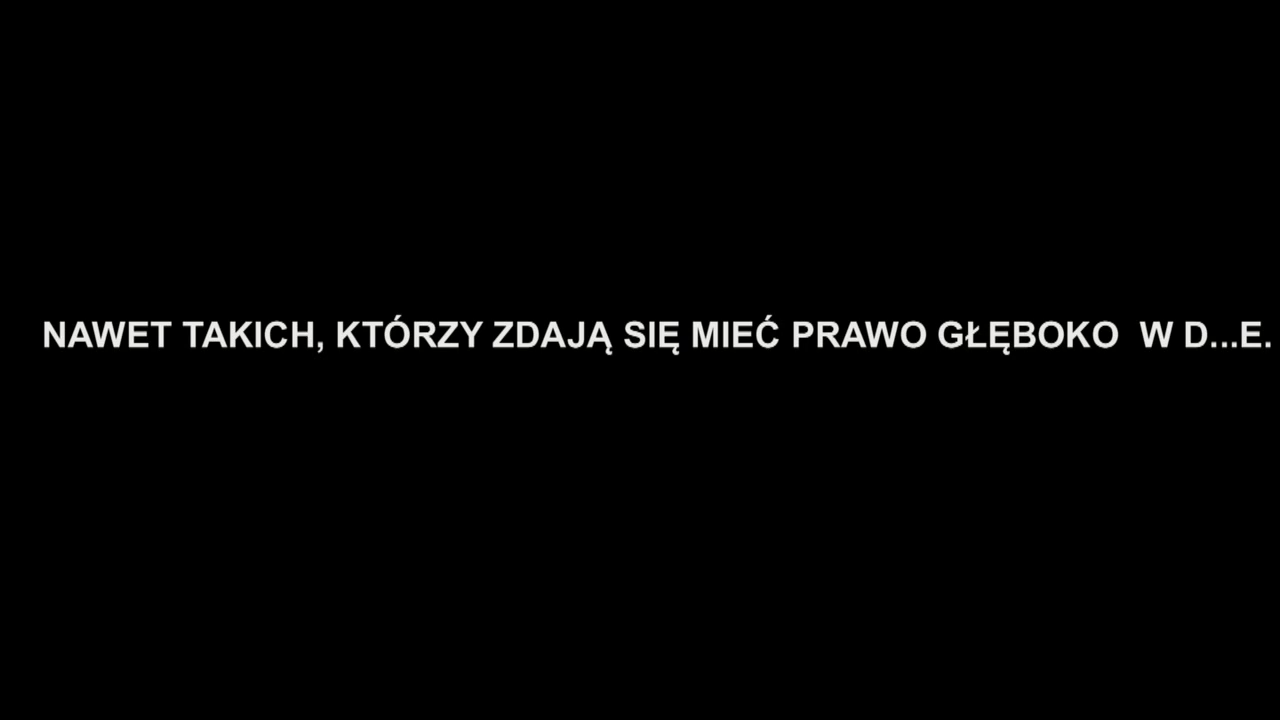 NAWET TAKICH, KTÓRZY ZDAJĄ SIĘ MIEĆ PRAWO GŁĘBOKO  W D...E.